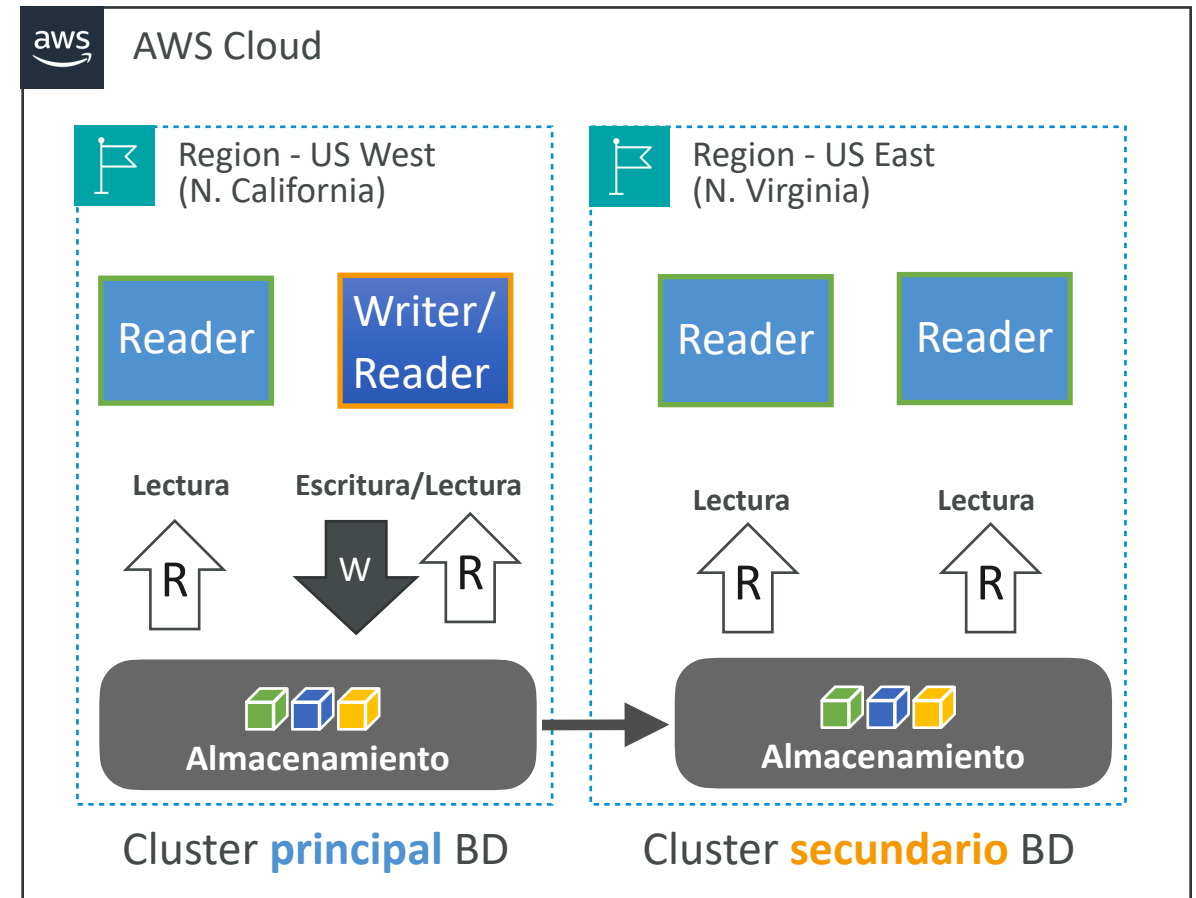 aws
AWS Cloud
Region - US West
(N. California)
Reader
Writer/
Reader
Lectura
Escritura/Lectura
R
W
R
Almacenamiento
Cluster principal BD
Region - US East
(N. Virginia)
Reader
Reader
Lectura
Lectura
R
R
Almacenamiento
Cluster secundario BD